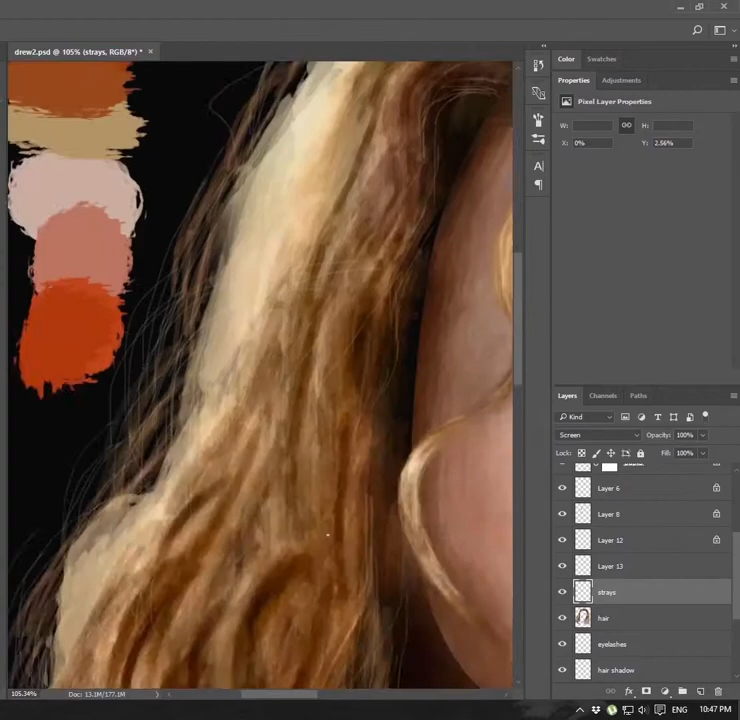 drew2.psd @ 105% (strays, RGB/8*) *
Color Swatches
Properties Adjustments
Pixel Layer Properties
W: H:
X: 0% Y: 2.56%
Layers Channels Paths
Kind
Screen Opacity: 100%
Lock: Fill: 100%
Layer 6
Layer 8
Layer 12
Layer 13
strays
hair
eyelashes
hair shadow
105.34% Doc: 13.1M/177.1M
ENG 10:47 PM